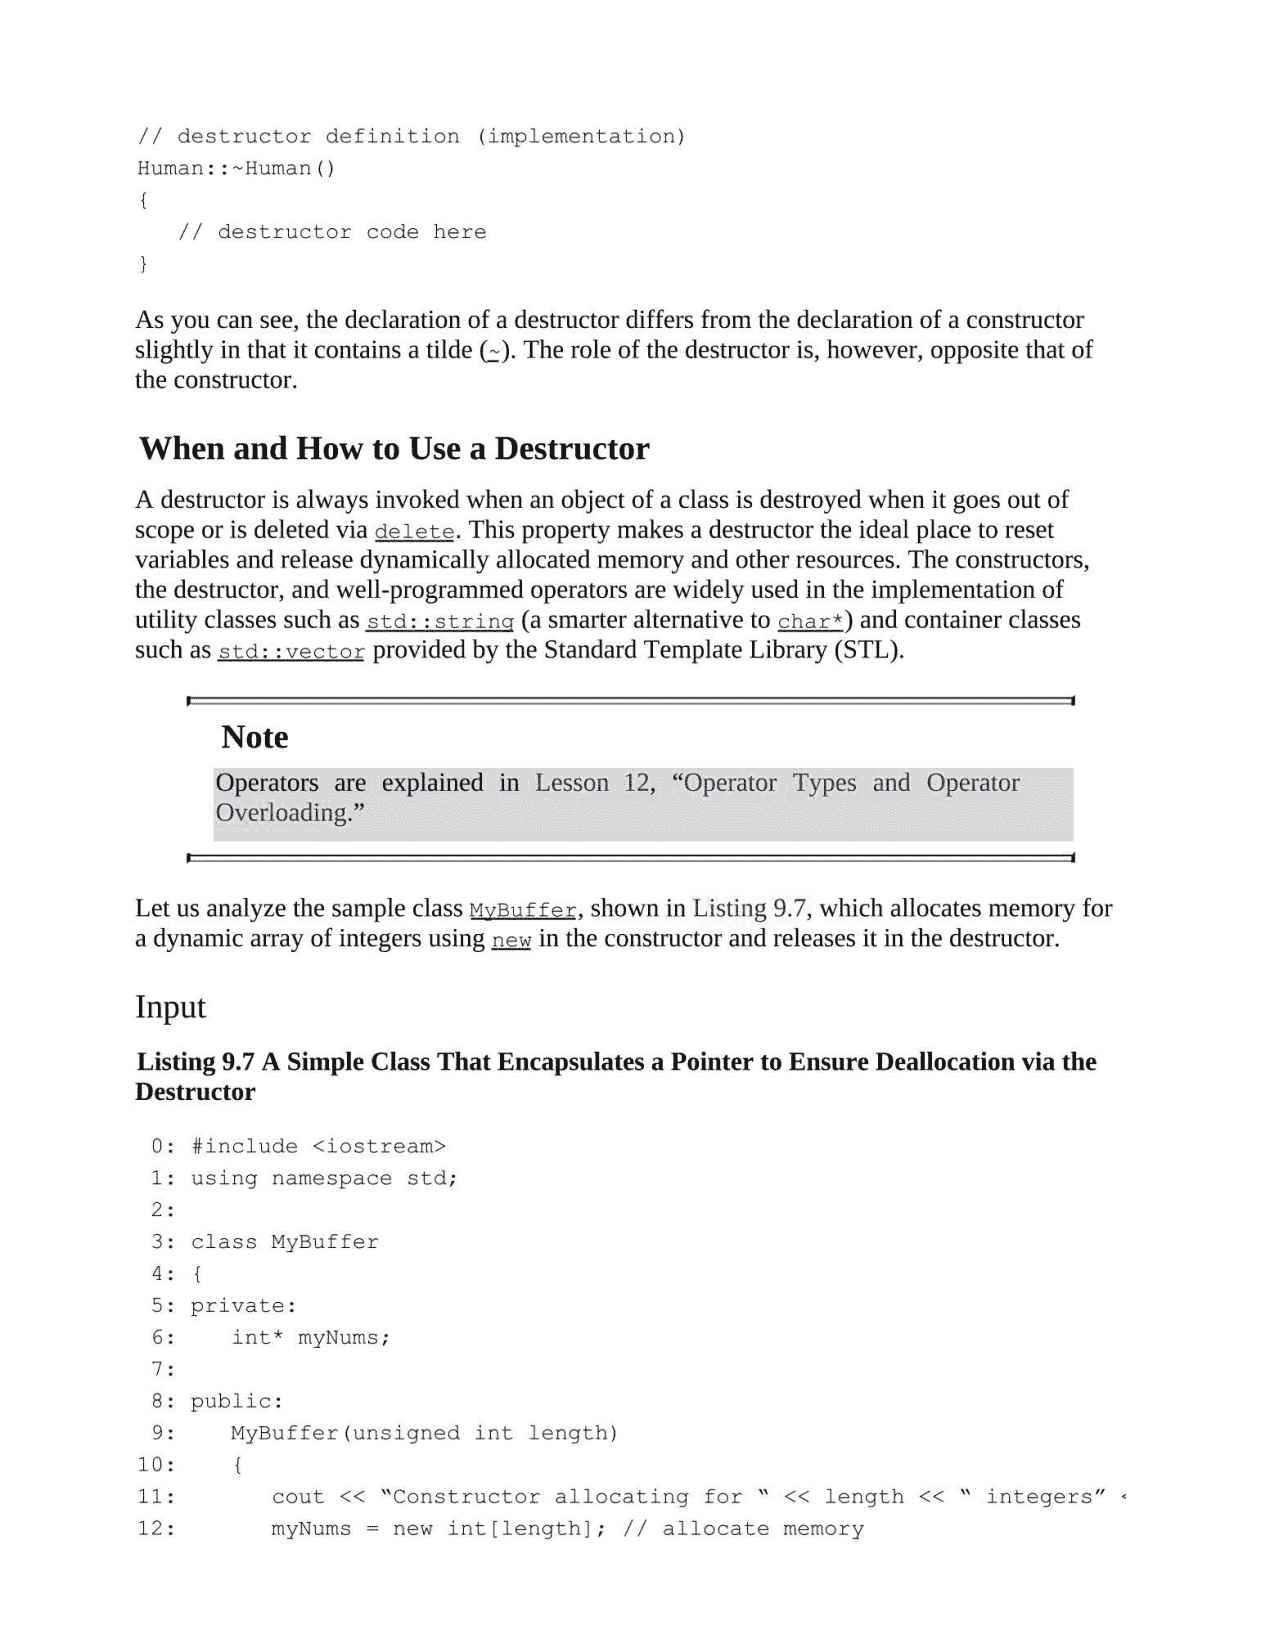 // destructor definition (implementation)
Human::~Human()
{
   // destructor code here
}
As you can see, the declaration of a destructor differs from the declaration of a constructor
slightly in that it contains a tilde (~). The role of the destructor is, however, opposite that of
the constructor.
When and How to Use a Destructor
A destructor is always invoked when an object of a class is destroyed when it goes out of
scope or is deleted via delete. This property makes a destructor the ideal place to reset
variables and release dynamically allocated memory and other resources. The constructors,
the destructor, and well-programmed operators are widely used in the implementation of
utility classes such as std::string (a smarter alternative to char*) and container classes
such as std::vector provided by the Standard Template Library (STL).
Note
Operators are explained in Lesson 12, “Operator Types and Operator
Overloading.”
Let us analyze the sample class MyBuffer, shown in Listing 9.7, which allocates memory for
a dynamic array of integers using new in the constructor and releases it in the destructor.
Input
Listing 9.7 A Simple Class That Encapsulates a Pointer to Ensure Deallocation via the
Destructor
0: #include <iostream>
1: using namespace std;
2:
3: class MyBuffer
4: {
5: private:
6:    int* myNums;
7:
8: public:
9:    MyBuffer(unsigned int length)
10:    {
11:       cout << “Constructor allocating for “ << length << “ integers” <
12:       myNums = new int[length]; // allocate memory